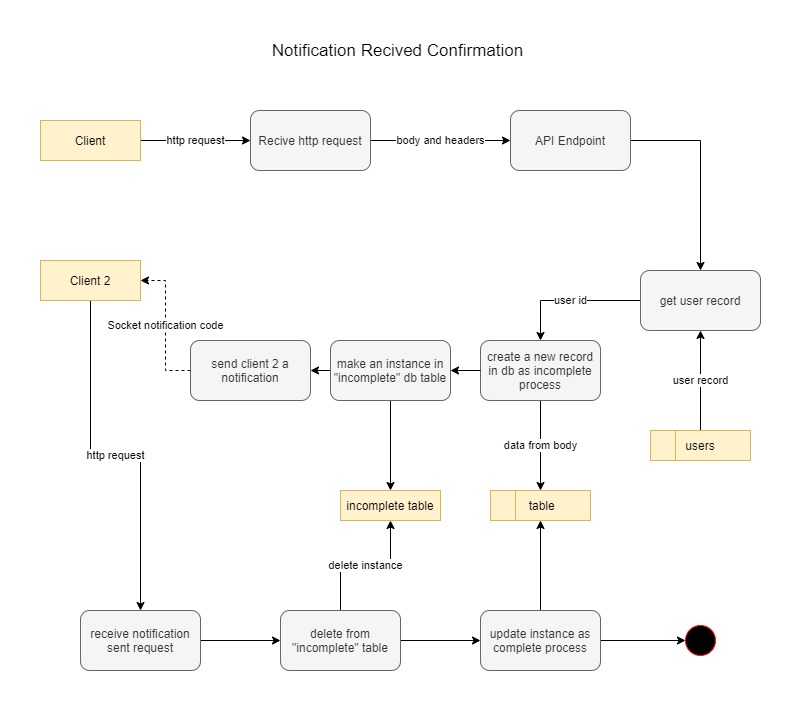 Notification Recived Confirmation
Client
http request
Recive http request
body and headers
API Endpoint
Client 2
get user record
user id
Socket notification code
send client 2 a
notification
make an instance in
"incomplete" db table
create a new record
in db as incomplete
process
user record
data from body
users
http request
incomplete table
table
delete instance
receive notification
sent request
delete from
"incomplete" table
update instance as
complete process